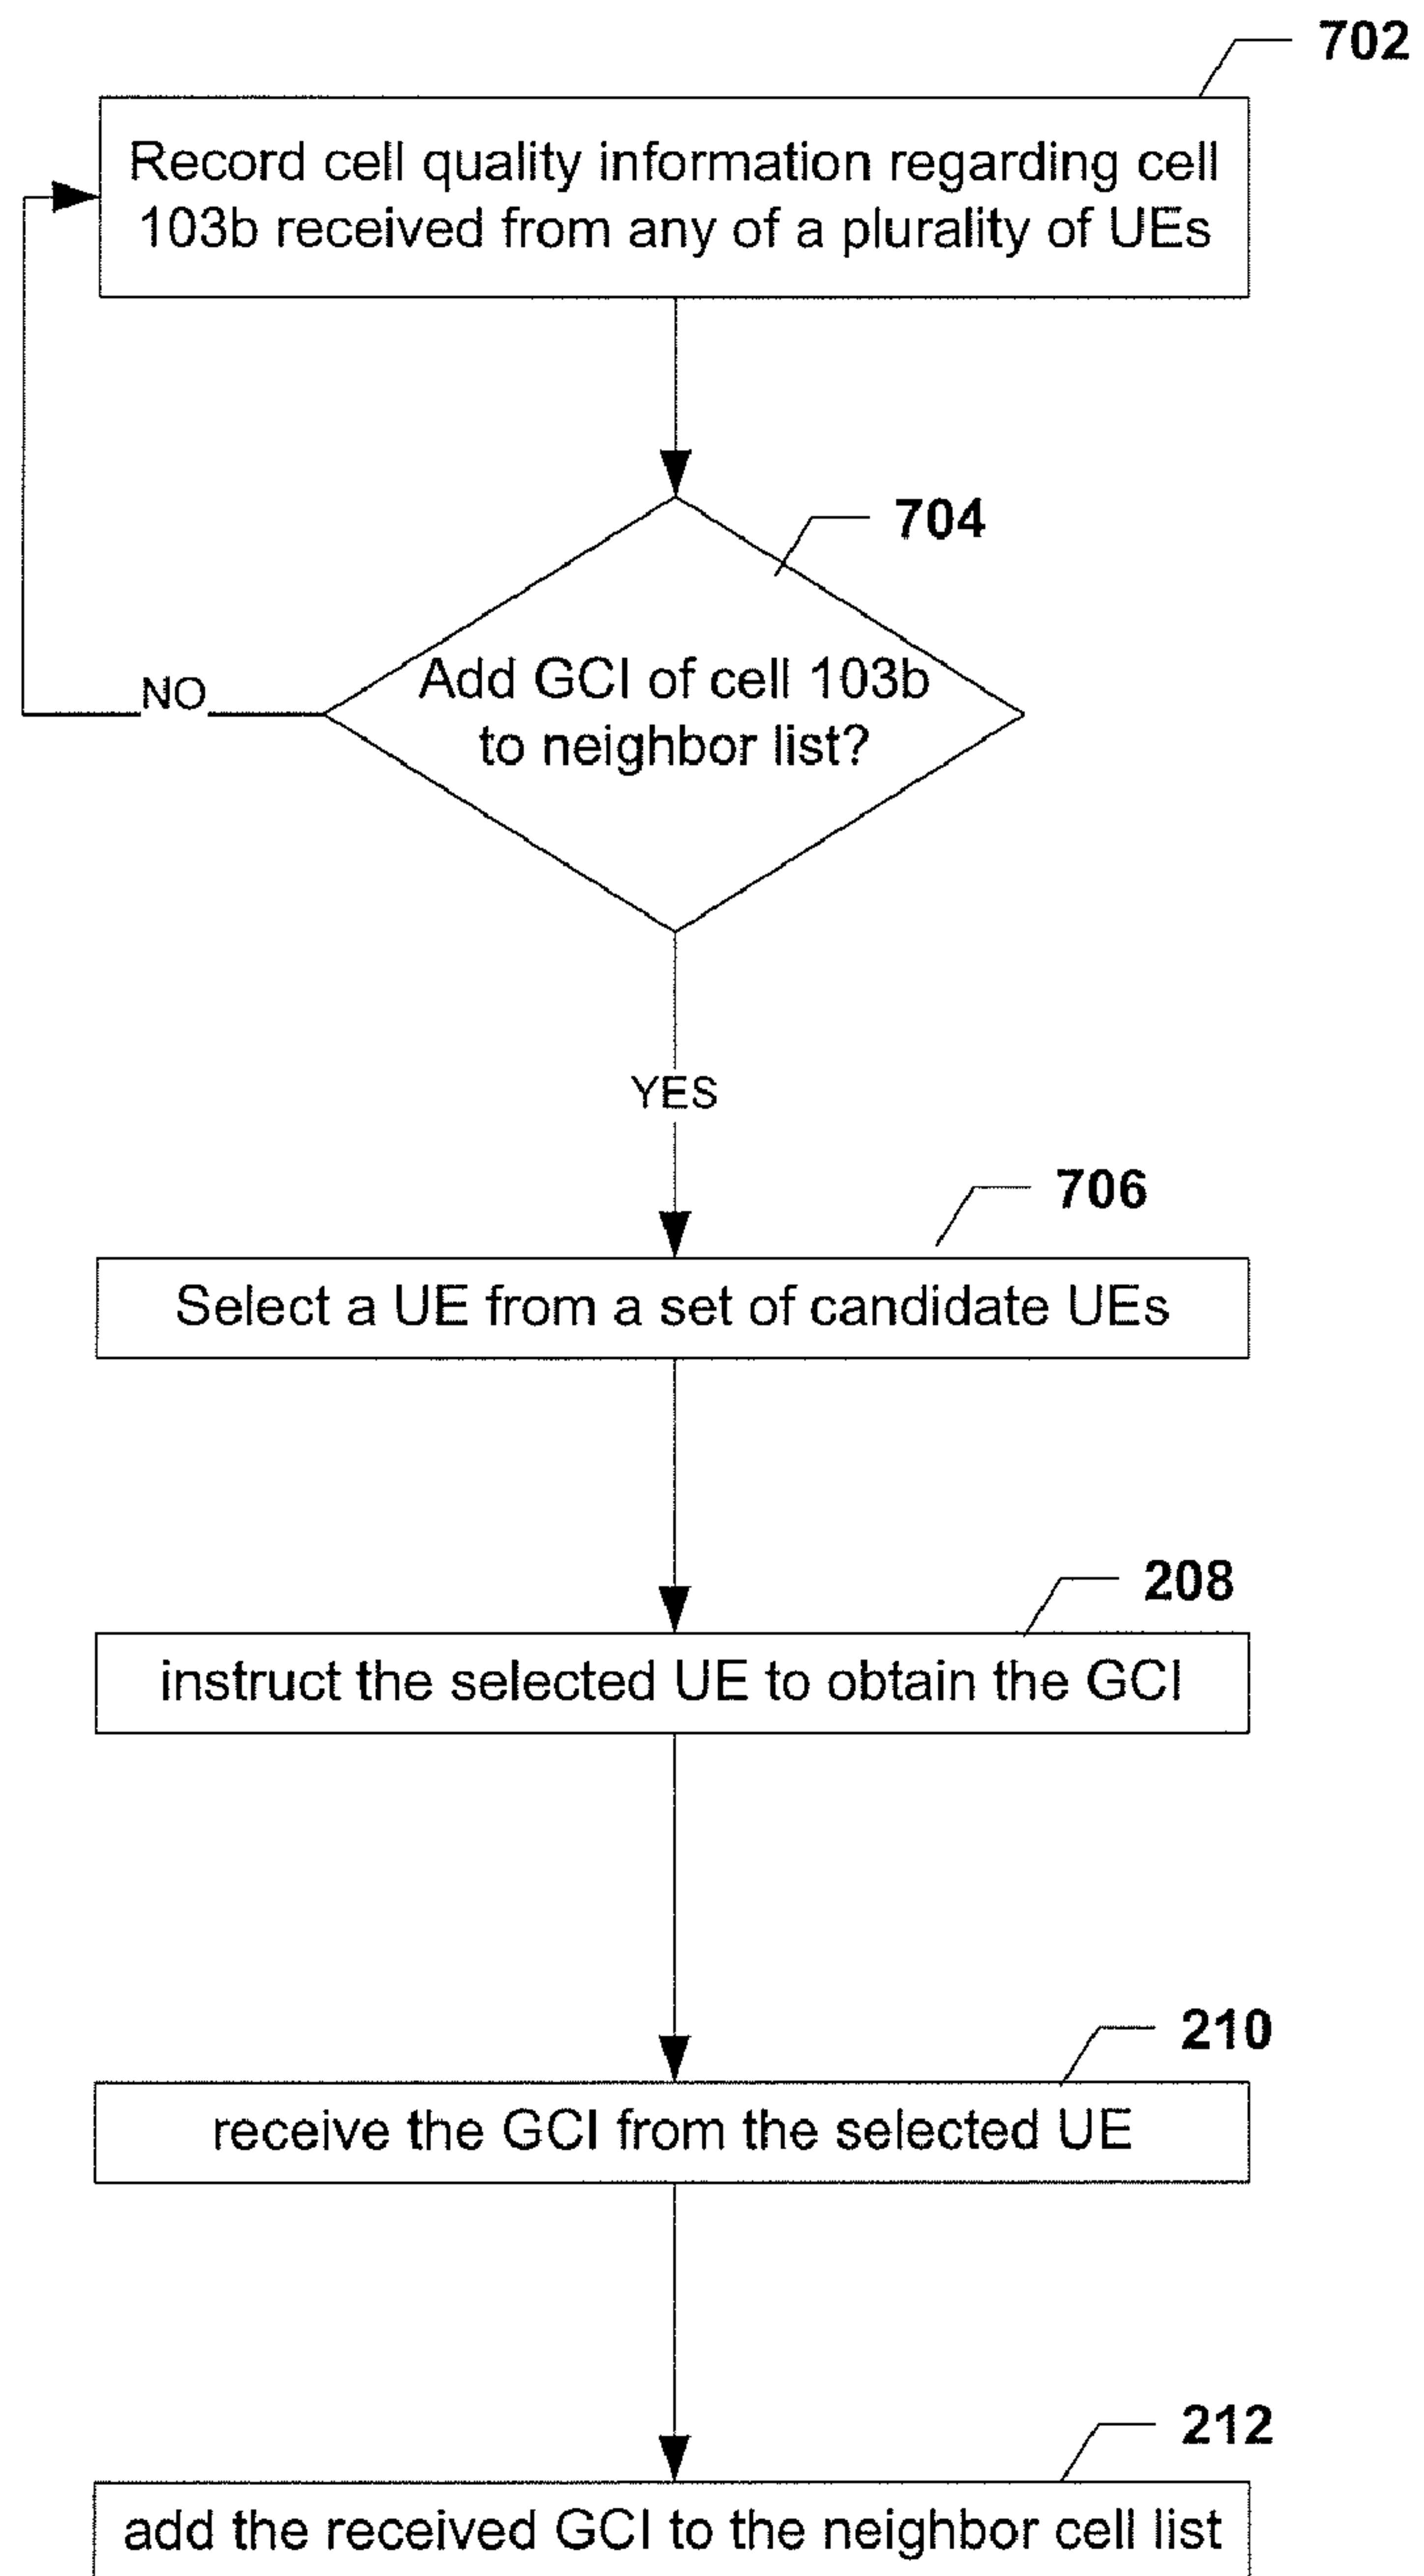 702
Record cell quality information regarding cell
103b received from any of a plurality of UEs
704
Add GCI of cell 103b
to neighbor list?
NO
YES
706
Select a UE from a set of candidate UEs
208
instruct the selected UE to obtain the GCI
210
receive the GCI from the selected UE
212
add the received GCI to the neighbor cell list